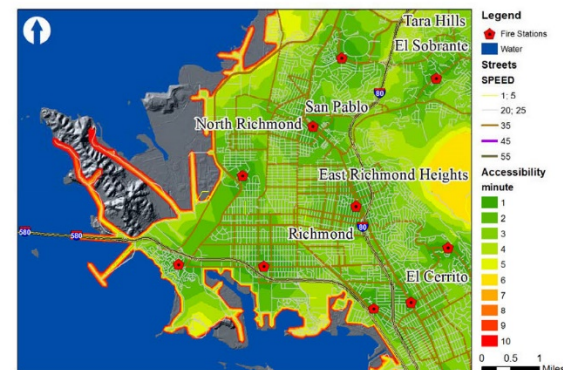 Tara Hills
El Sobrante
80
San Pablo
North Richmond
East Richmond Heights
Richmond
80
580
580
El Cerrito
Legend
Fire Stations
Water
Streets
SPEED
1; 5
20; 25
35
45
55
Accessibility
minute
1
2
3
4
5
6
7
8
9
10
0 0.5 1
Miles